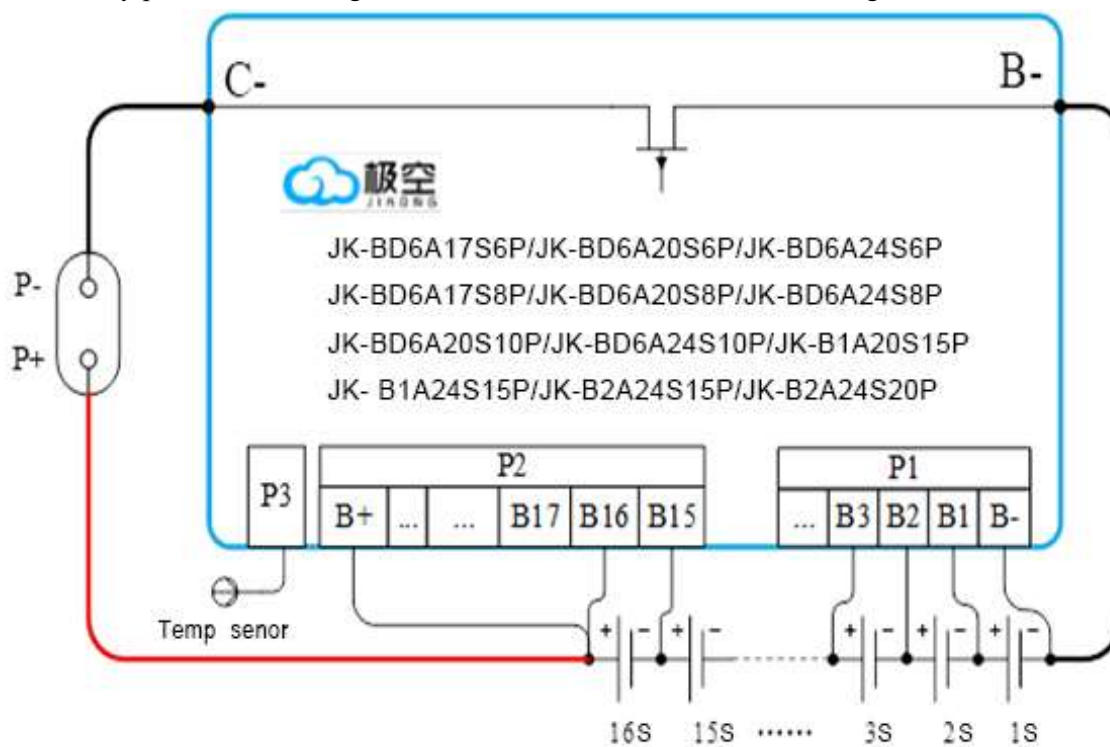 C- B-
极空
JIKONG
JK-BD6A17S6P/JK-BD6A20S6P/JK-BD6A24S6P
JK-BD6A17S8P/JK-BD6A20S8P/JK-BD6A24S8P
JK-BD6A20S10P/JK-BD6A24S10P/JK-B1A20S15P
JK- B1A24S15P/JK-B2A24S15P/JK-B2A24S20P
P-
P+
P3
P2
B+ ... ... B17 B16 B15
P1
... B3 B2 B1 B-
Temp senor
+ - + - + - + - + -
16S 15S ...... 3S 2S 1S